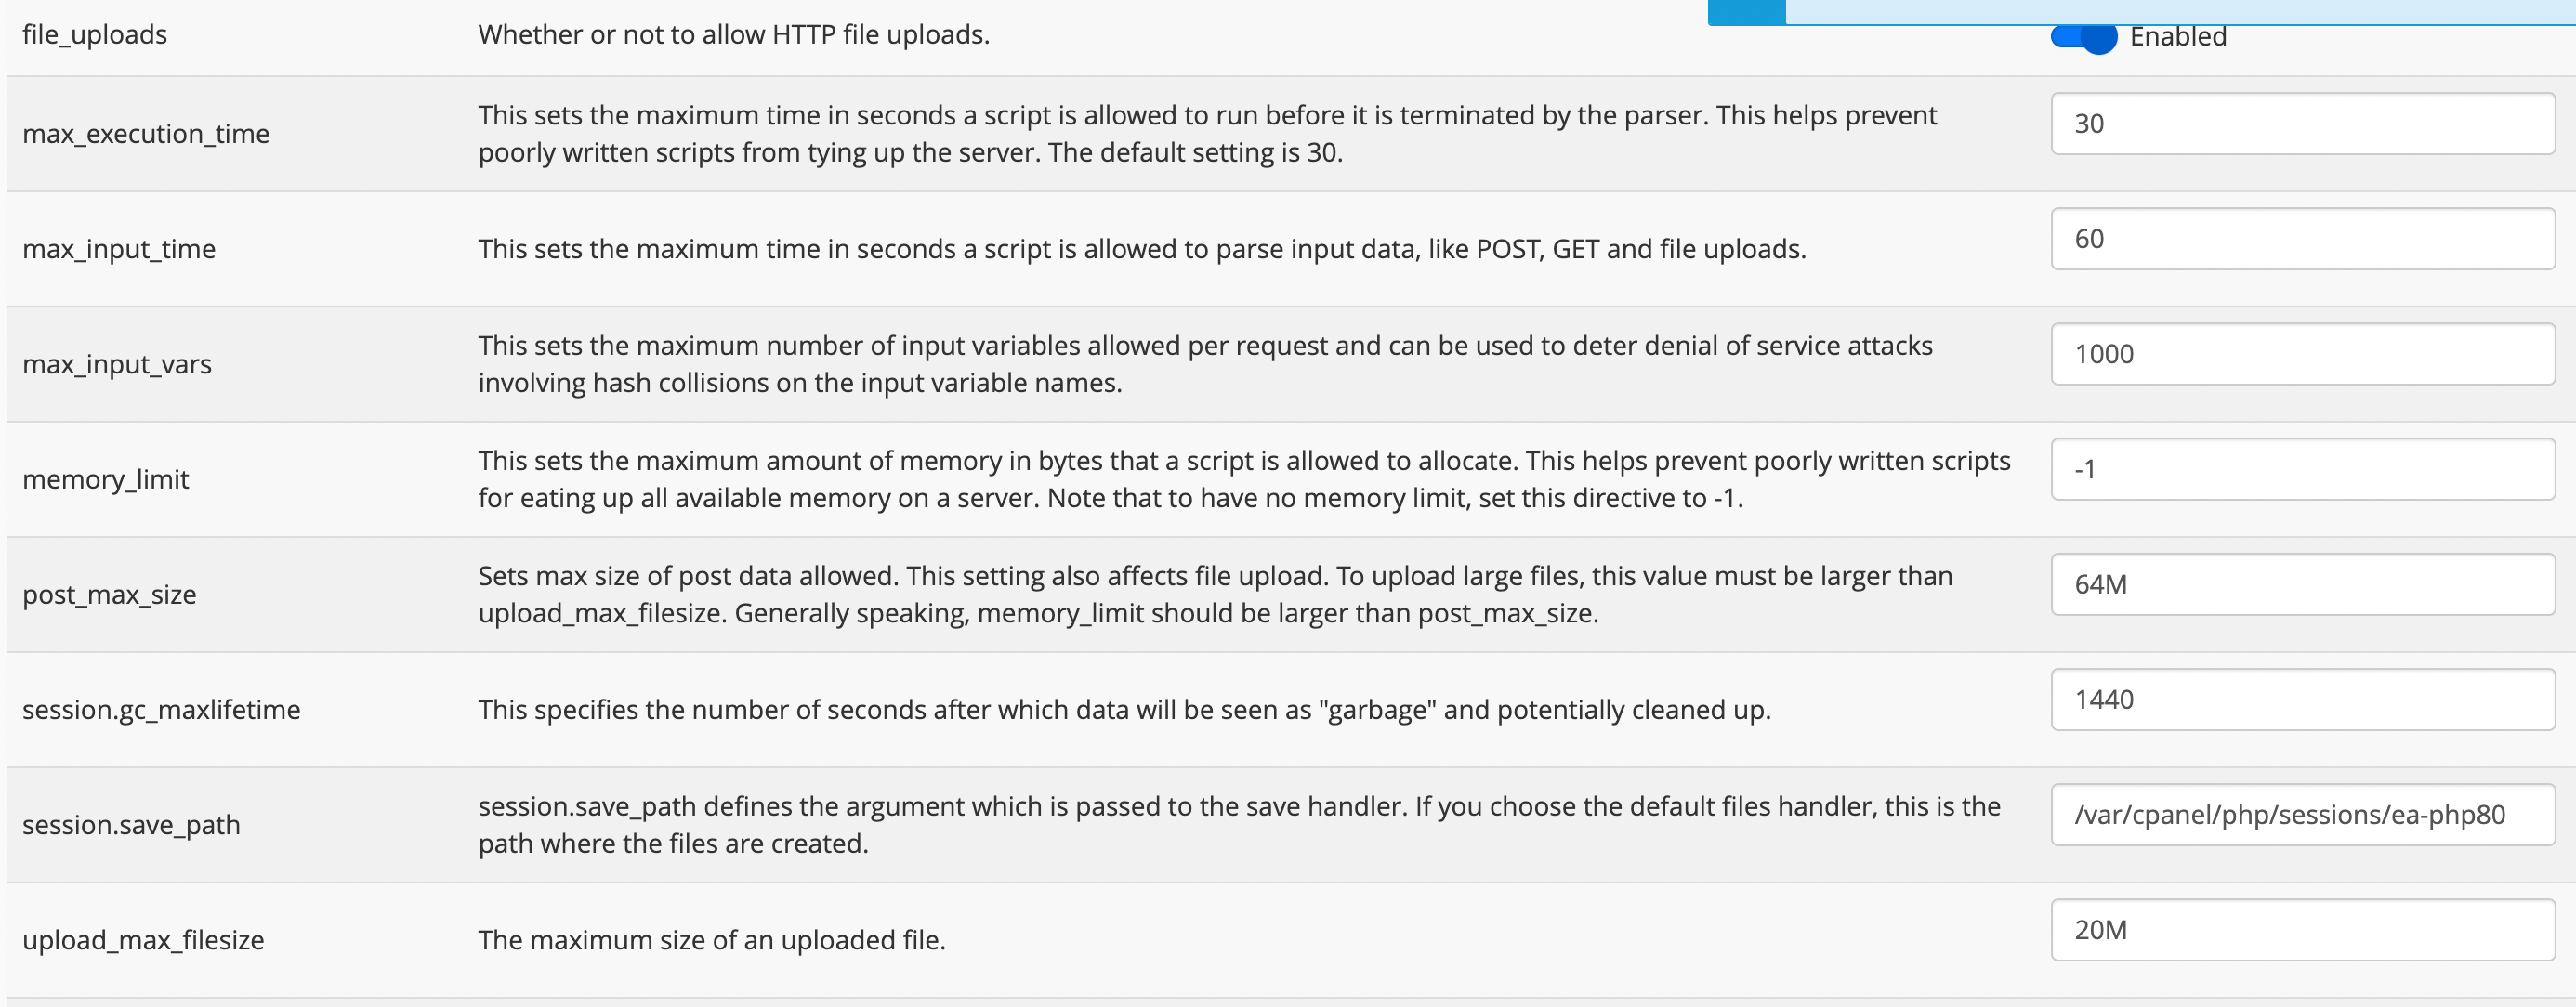 file_uploads
Whether or not to allow HTTP file uploads.
Enabled
max_execution_time
This sets the maximum time in seconds a script is allowed to run before it is terminated by the parser. This helps prevent
poorly written scripts from tying up the server. The default setting is 30.
30
max_input_time
This sets the maximum time in seconds a script is allowed to parse input data, like POST, GET and file uploads.
60
max_input_vars
This sets the maximum number of input variables allowed per request and can be used to deter denial of service attacks
involving hash collisions on the input variable names.
1000
memory_limit
This sets the maximum amount of memory in bytes that a script is allowed to allocate. This helps prevent poorly written scripts
for eating up all available memory on a server. Note that to have no memory limit, set this directive to -1.
-1
post_max_size
Sets max size of post data allowed. This setting also affects file upload. To upload large files, this value must be larger than
upload_max_filesize. Generally speaking, memory_limit should be larger than post_max_size.
64M
session.gc_maxlifetime
This specifies the number of seconds after which data will be seen as "garbage" and potentially cleaned up.
1440
session.save_path
session.save_path defines the argument which is passed to the save handler. If you choose the default files handler, this is the
path where the files are created.
/var/cpanel/php/sessions/ea-php80
upload_max_filesize
The maximum size of an uploaded file.
20M